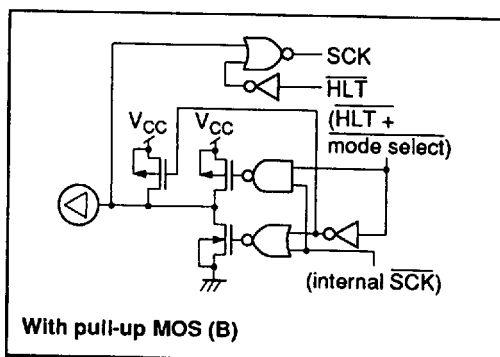 SCK
HLT
(HLT +
mode select)
VCC VCC
(internal SCK)
With pull-up MOS (B)